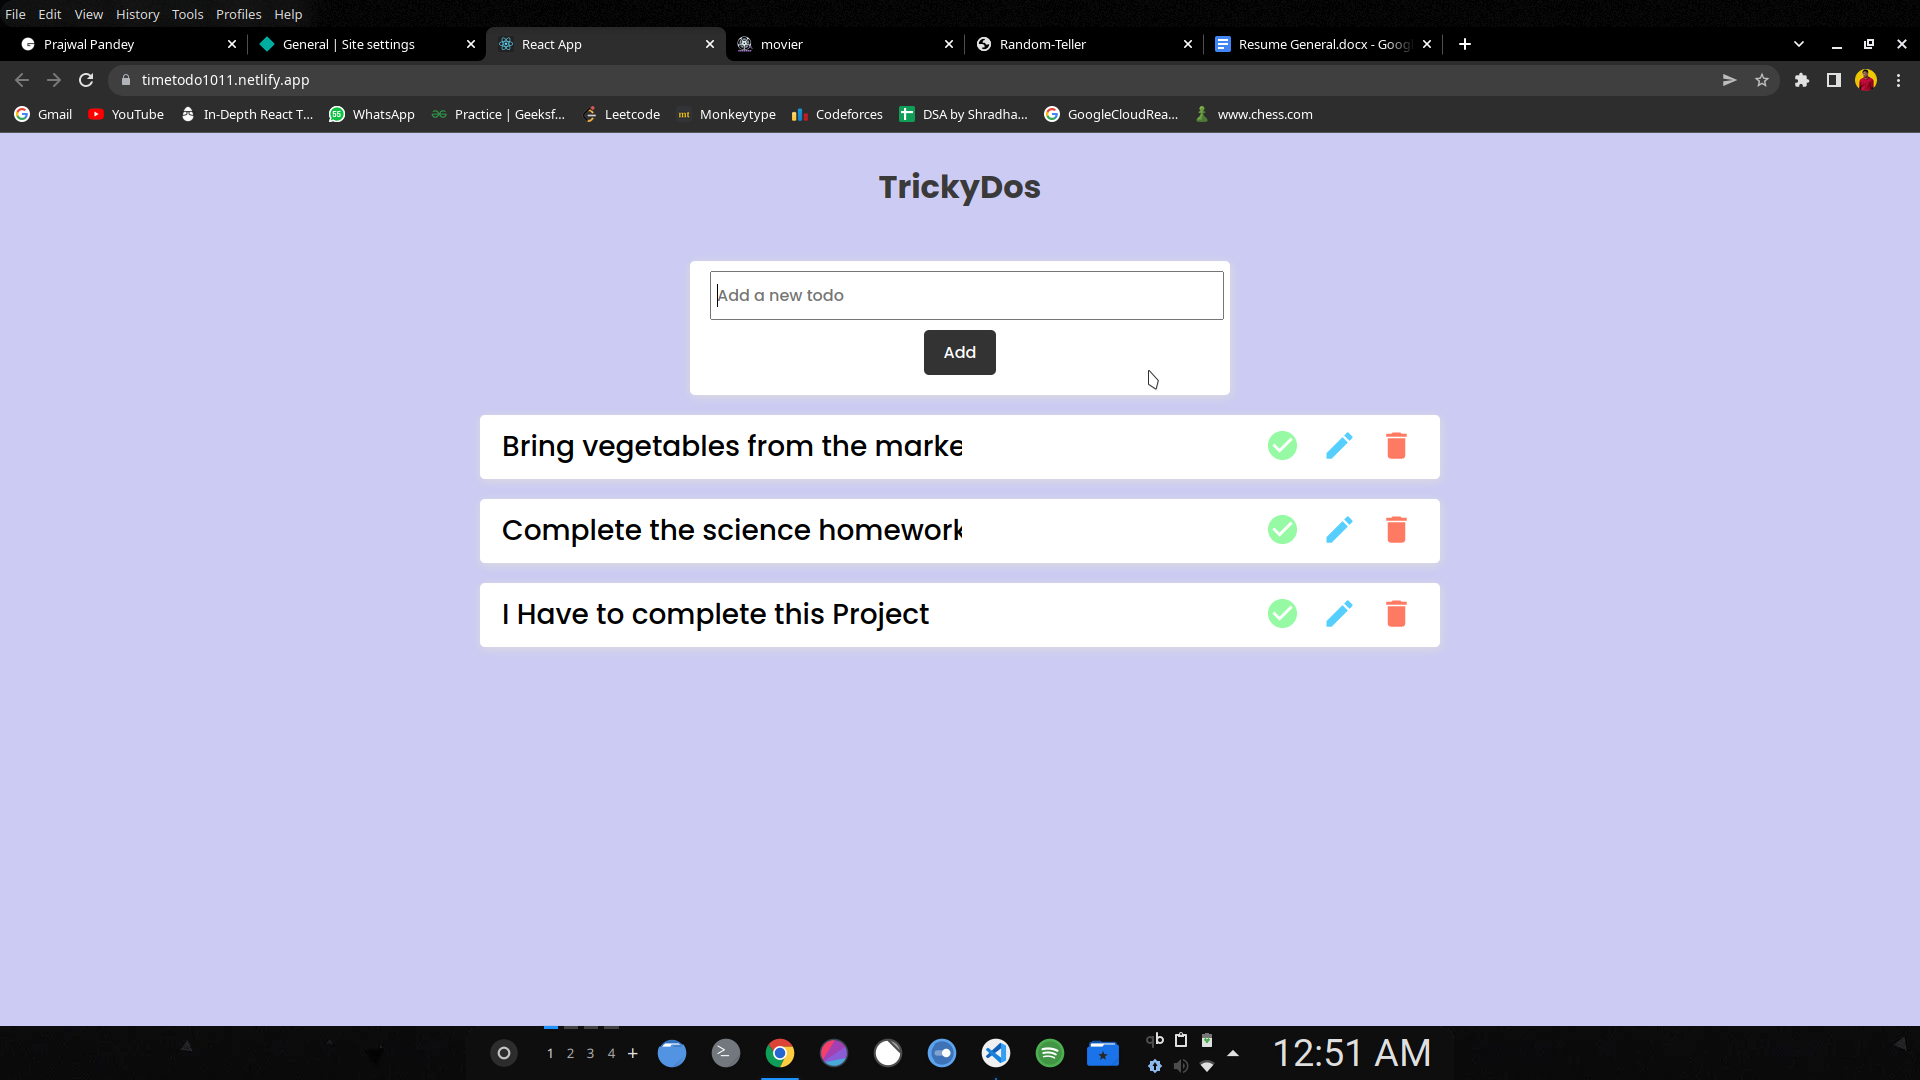 File Edit View History Tools Profiles Help
Prajwal Pandey General | Site settings React App movier Random-Teller Resume General.docx - Goog
timetodo1011.netlify.app
Gmail YouTube In-Depth React T... WhatsApp Practice | Geeksf... Leetcode Monkeytype Codeforces DSA by Shradha... GoogleCloudRea... www.chess.com
TrickyDos
Add a new todo
Add
Bring vegetables from the marke
Complete the science homework
I Have to complete this Project
1 2 3 4 + qb 12:51 AM